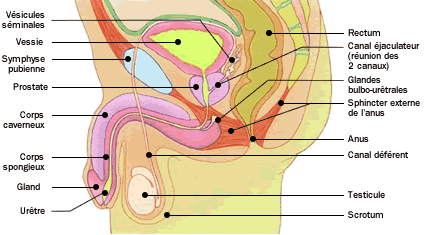 Vésicules
séminales
Vessie
Symphyse
pubienne
Prostate
Corps
caverneux
Corps
spongieux
Gland
Urètre
Rectum
Canal éjaculateur
(réunion des
2 canaux)
Glandes
bulbo-urétrales
Sphincter externe
de l'anus
Anus
Canal déférent
Testicule
Scrotum